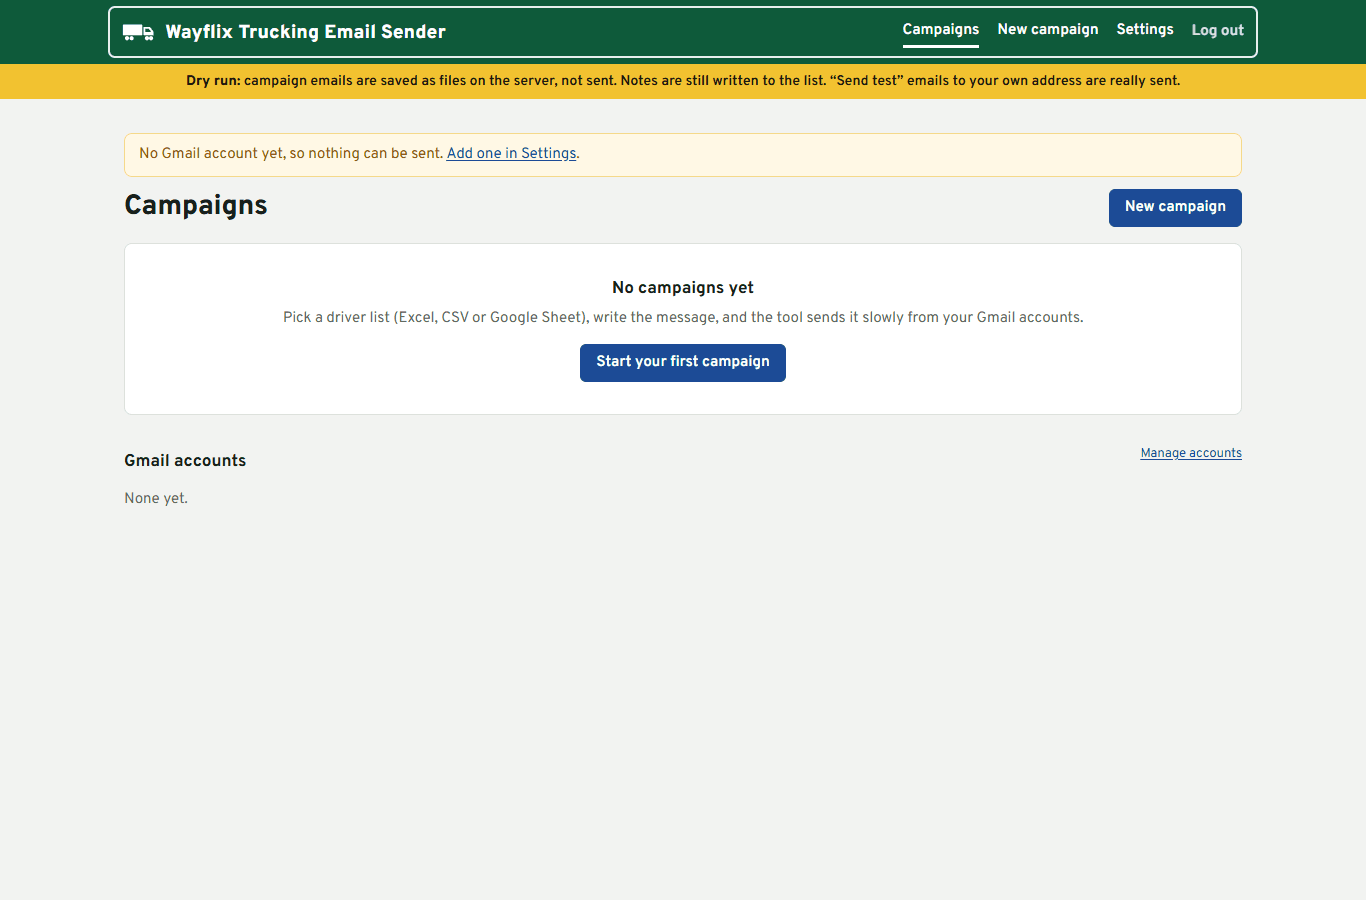 Wayflix Trucking Email Sender
Campaigns
New campaign
Settings
Log out
Dry run: campaign emails are saved as files on the server, not sent. Notes are still written to the list. “Send test” emails to your own address are really sent.
No Gmail account yet, so nothing can be sent. Add one in Settings.
Campaigns
New campaign
No campaigns yet
Pick a driver list (Excel, CSV or Google Sheet), write the message, and the tool sends it slowly from your Gmail accounts.
Start your first campaign
Gmail accounts
Manage accounts
None yet.